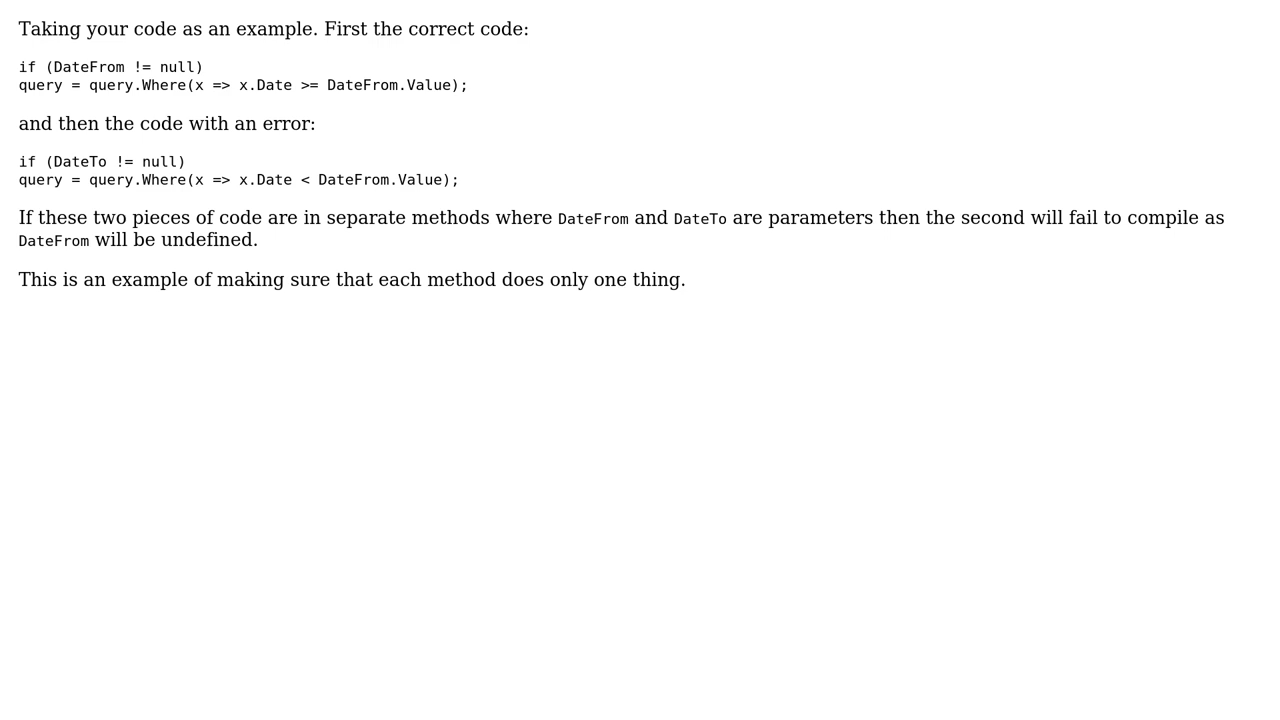 Taking your code as an example. First the correct code:
if (DateFrom != null)
query = query.Where(x => x.Date >= DateFrom.Value);
and then the code with an error:
if (DateTo != null)
query = query.Where(x => x.Date < DateFrom.Value);
If these two pieces of code are in separate methods where DateFrom and DateTo are parameters then the second will fail to compile as
DateFrom will be undefined.
This is an example of making sure that each method does only one thing.